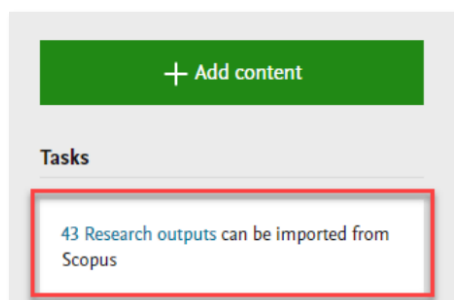 + Add content
Tasks
43 Research outputs can be imported from
Scopus